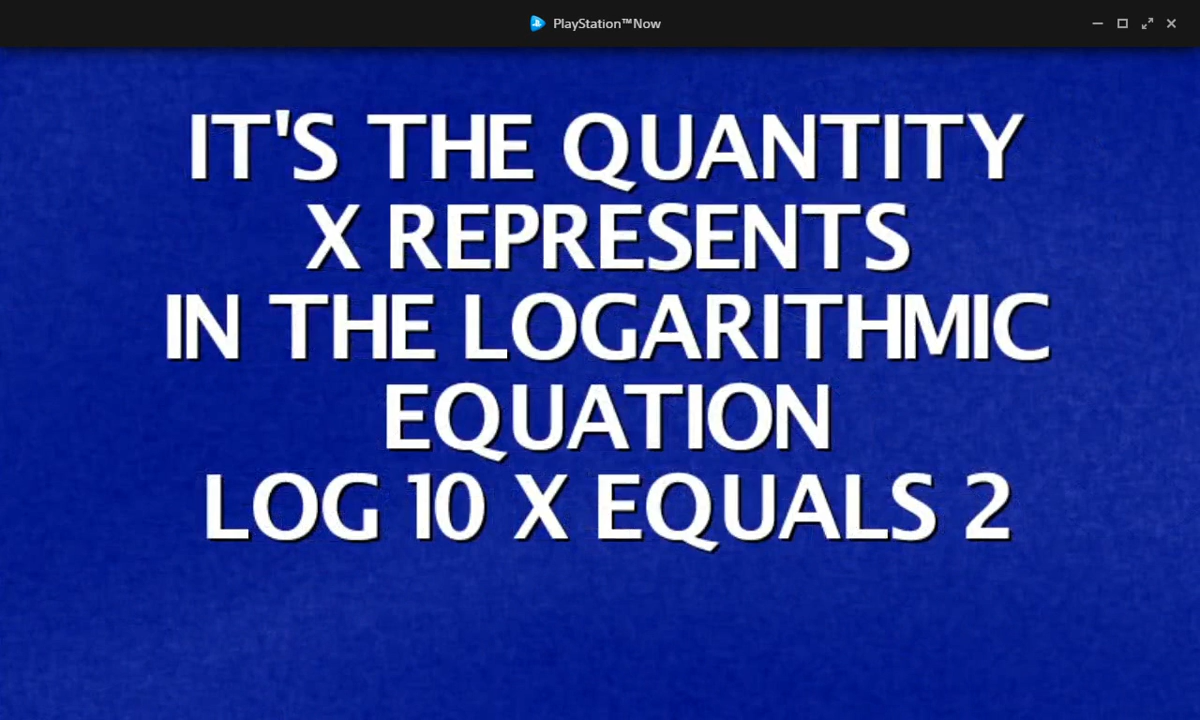 PlayStation™Now
IT'S THE QUANTITY
X REPRESENTS
IN THE LOGARITHMIC
EQUATION
LOG 10 X EQUALS 2